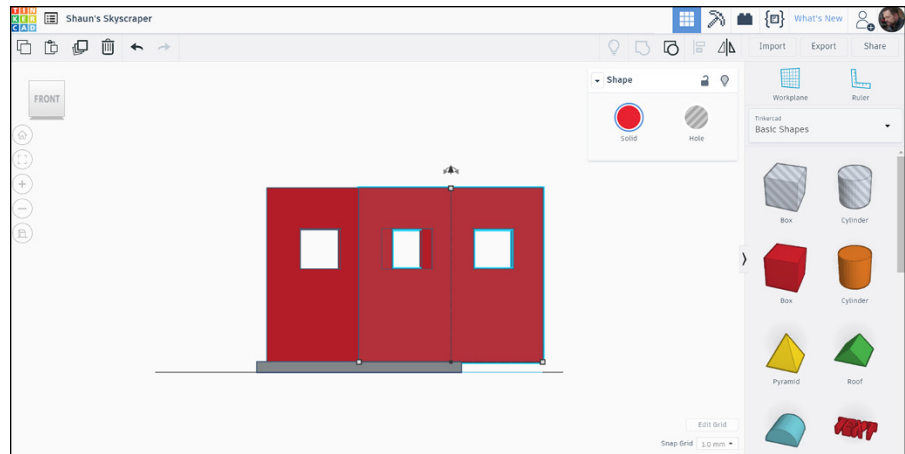 TIN
KER
CAD
Shaun's Skyscraper
What's New
Import
Export
Share
FRONT
Shape
Solid
Hole
Workplane
Ruler
Tinkercad
Basic Shapes
Box
Cylinder
Box
Cylinder
Pyramid
Roof
TEXT
Edit Grid
Snap Grid 1.0 mm